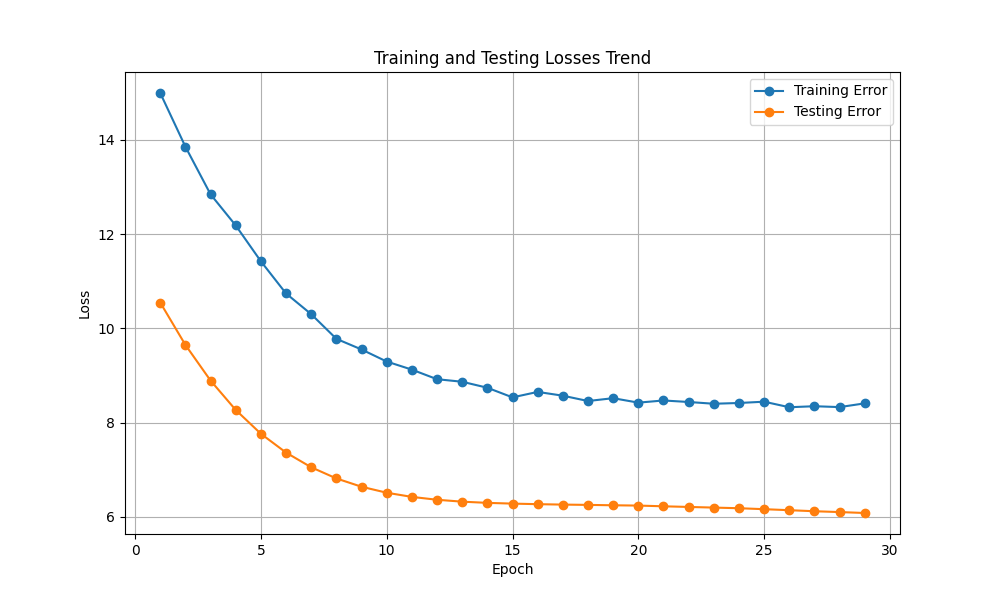 Training and Testing Losses Trend
Training Error
Testing Error
14
12
10
8
6
Loss
0 5 10 15 20 25 30
Epoch